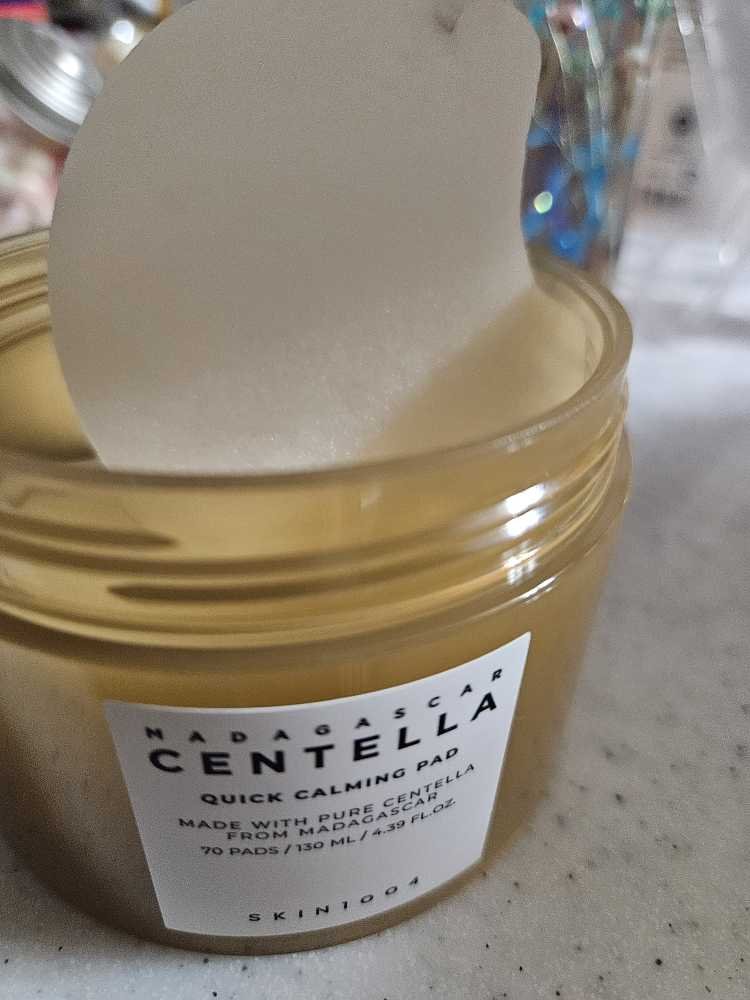 MADAGASCAR
CENTELLA
QUICK CALMING PAD
MADE WITH PURE CENTELLA
FROM MADAGASCAR
70 PADS / 130 ML / 4.39 FL.OZ.
SKIN1004